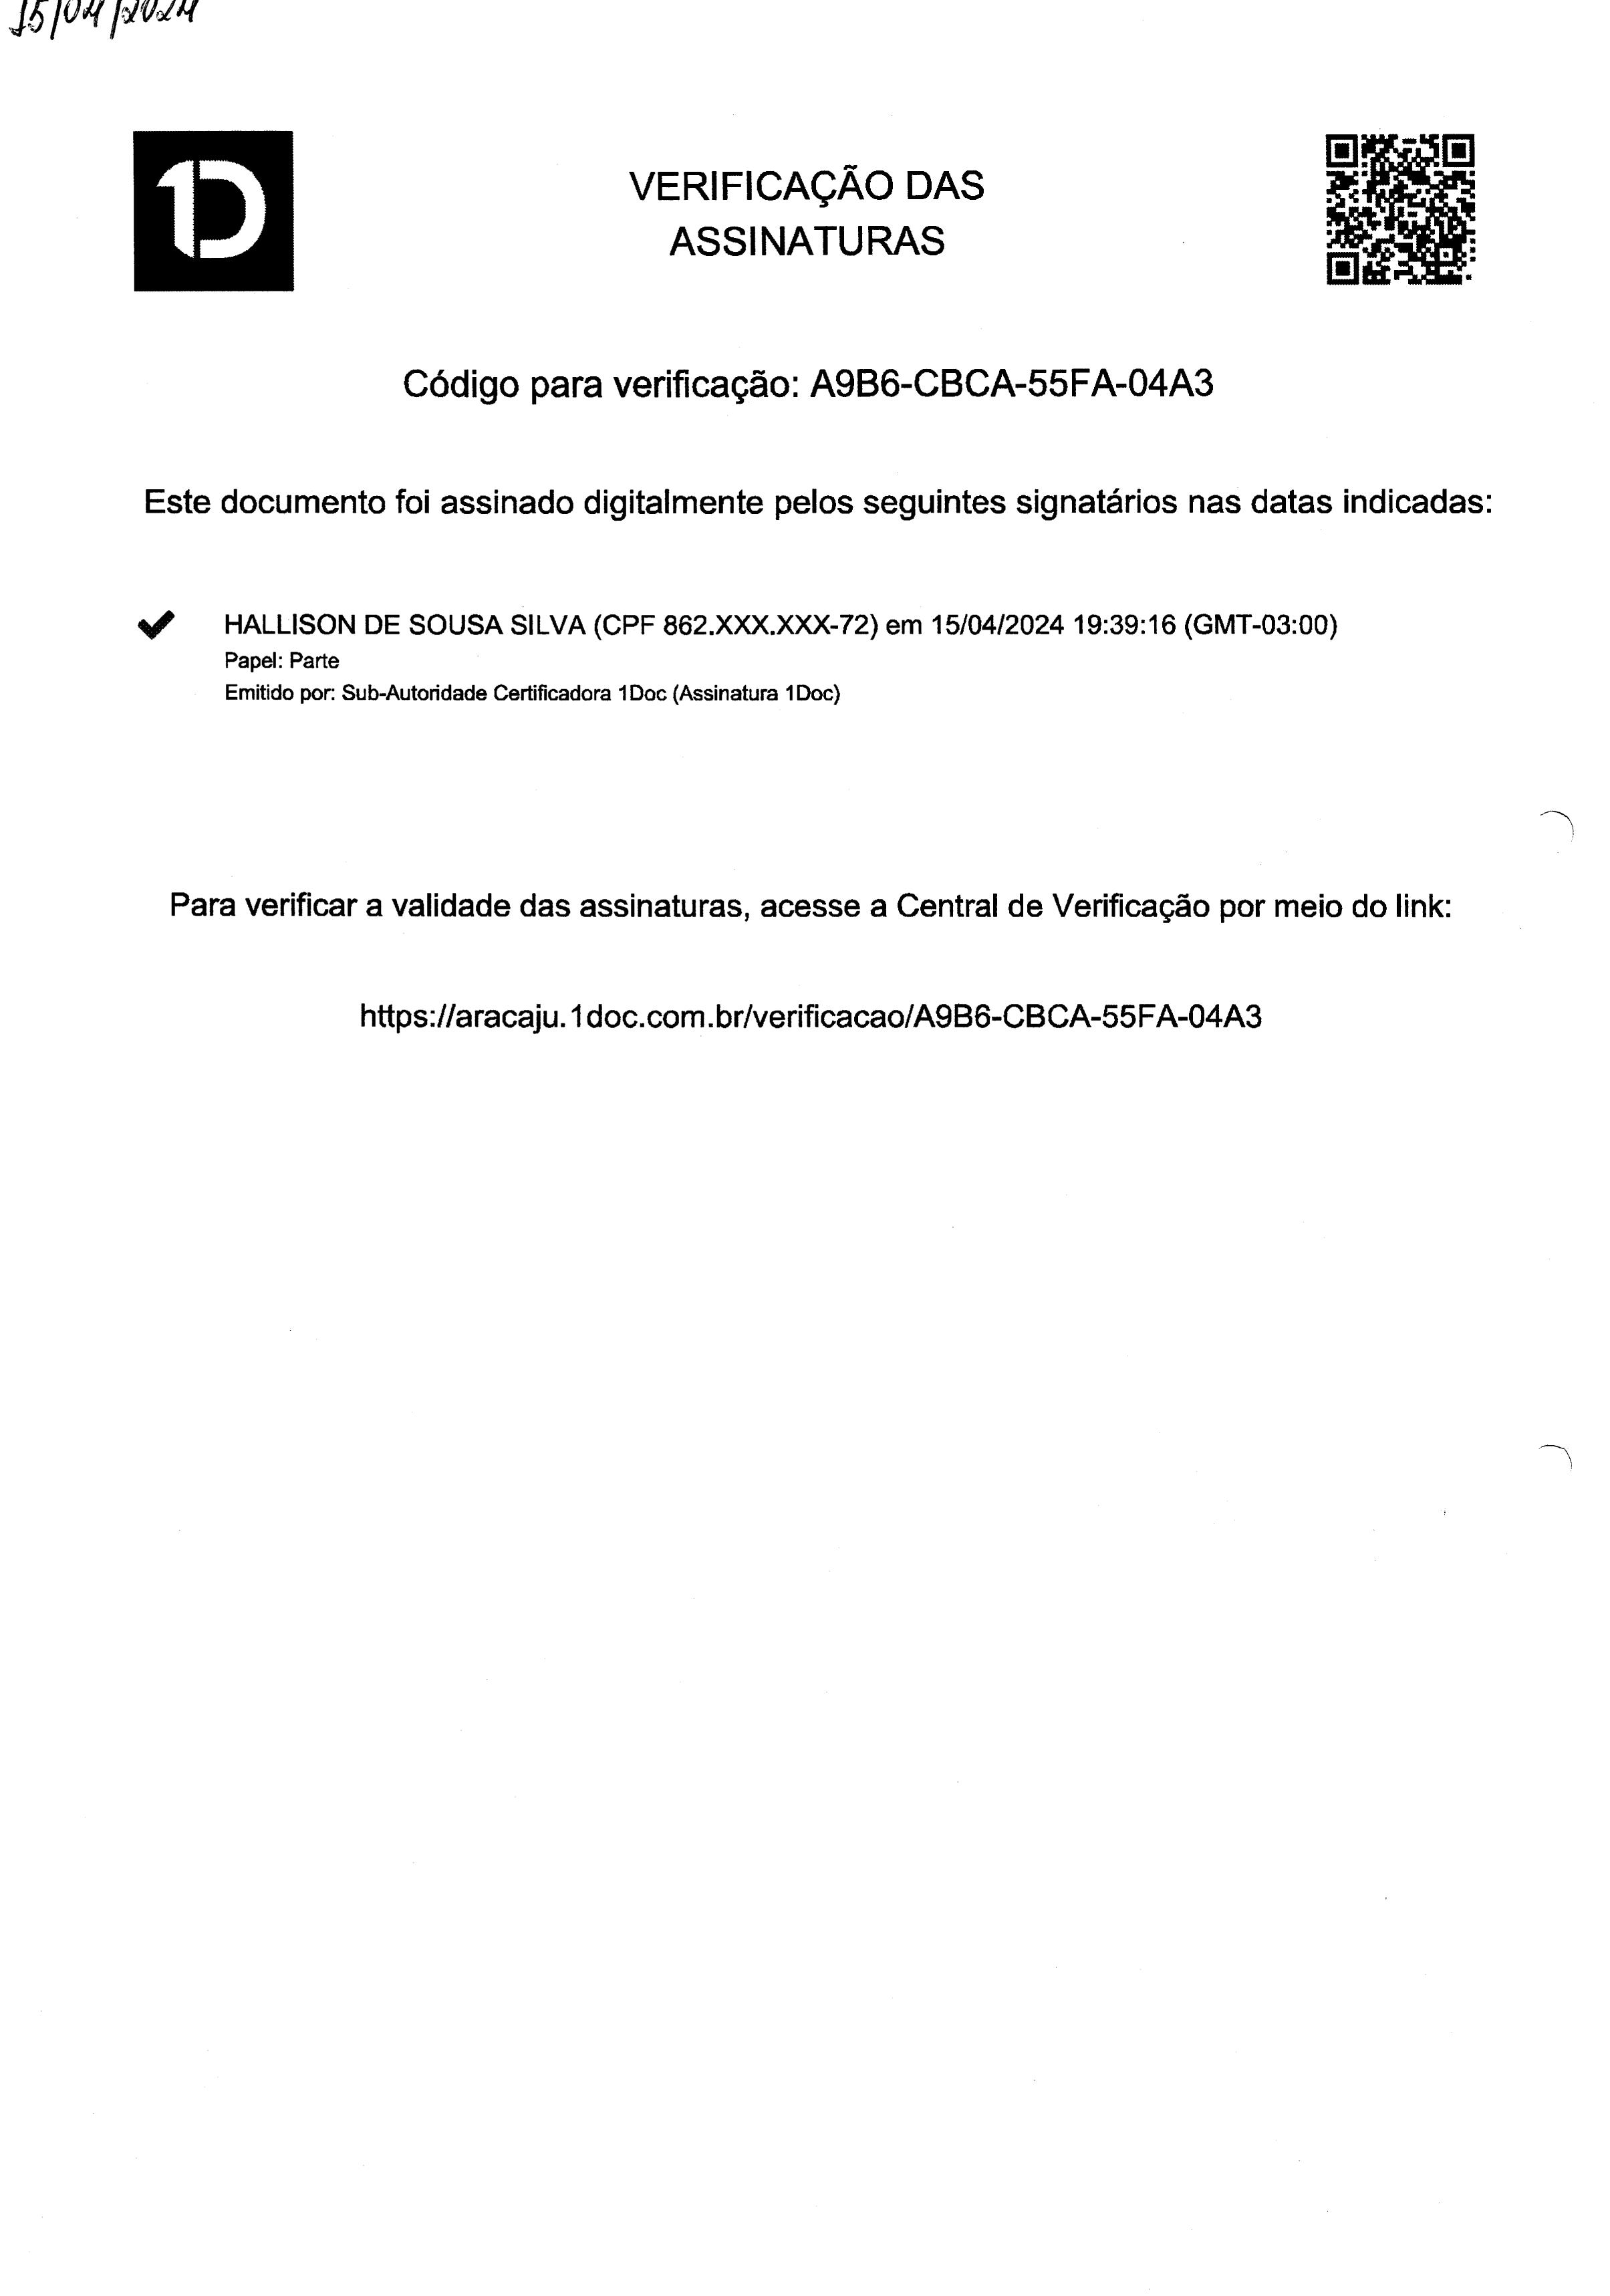 15/04/2024
1D
VERIFICAÇÃO DAS
ASSINATURAS
Código para verificação: A9B6-CBCA-55FA-04A3
Este documento foi assinado digitalmente pelos seguintes signatários nas datas indicadas:
HALLISON DE SOUSA SILVA (CPF 862.XXX.XXX-72) em 15/04/2024 19:39:16 (GMT-03:00)
Papel: Parte
Emitido por: Sub-Autoridade Certificadora 1Doc (Assinatura 1Doc)
Para verificar a validade das assinaturas, acesse a Central de Verificação por meio do link:
https://aracaju.1doc.com.br/verificacao/A9B6-CBCA-55FA-04A3